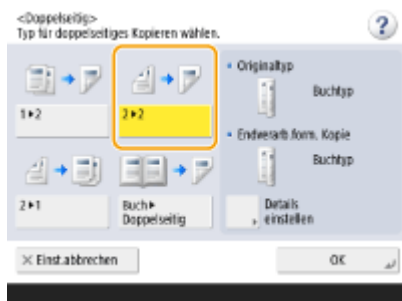 <Doppelseitig>
Typ für doppelseitiges Kopieren wählen.
?
1▸2
2▸2
2▸1
Buch▸
Doppelseitig
• Originaltyp
Buchtyp
• Endverarb.form. Kopie
Buchtyp
Details
einstellen
× Einst.abbrechen
OK